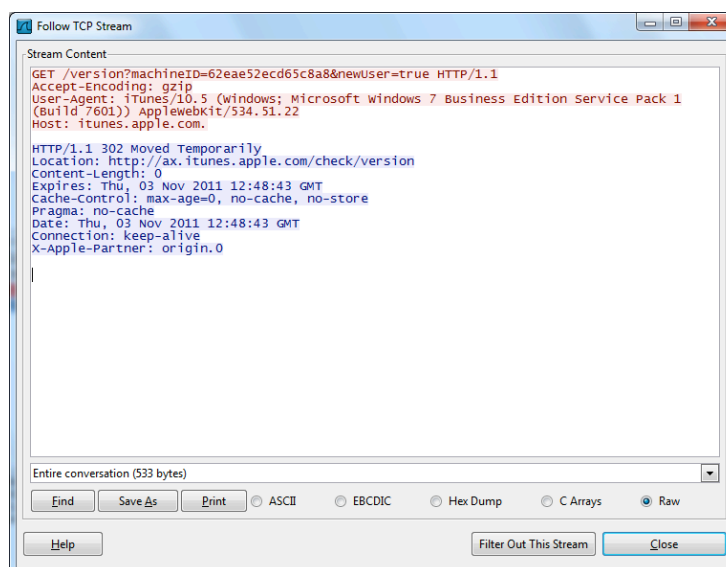 Follow TCP Stream
Stream Content
GET /version?machineID=62eae52ecd65c8a8&newUser=true HTTP/1.1
Accept-Encoding: gzip
User-Agent: iTunes/10.5 (Windows; Microsoft Windows 7 Business Edition Service Pack 1
(Build 7601)) AppleWebKit/534.51.22
Host: itunes.apple.com.
HTTP/1.1 302 Moved Temporarily
Location: http://ax.itunes.apple.com/check/version
Content-Length: 0
Expires: Thu, 03 Nov 2011 12:48:43 GMT
Cache-Control: max-age=0, no-cache, no-store
Pragma: no-cache
Date: Thu, 03 Nov 2011 12:48:43 GMT
Connection: keep-alive
X-Apple-Partner: origin.0
Entire conversation (533 bytes)
Find Save As Print ASCII EBCDIC Hex Dump C Arrays Raw
Help Filter Out This Stream Close